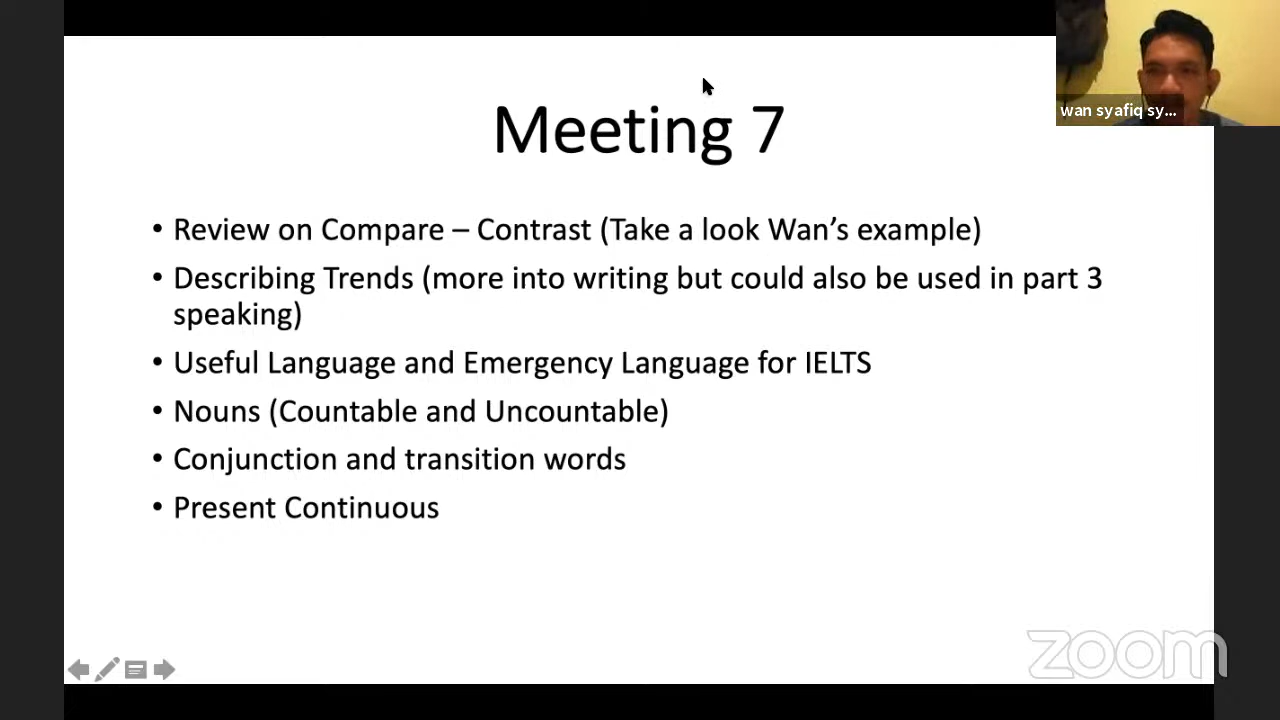 wan syafiq sy...
Meeting 7
• Review on Compare – Contrast (Take a look Wan's example)
• Describing Trends (more into writing but could also be used in part 3
speaking)
• Useful Language and Emergency Language for IELTS
• Nouns (Countable and Uncountable)
• Conjunction and transition words
• Present Continuous
zoom